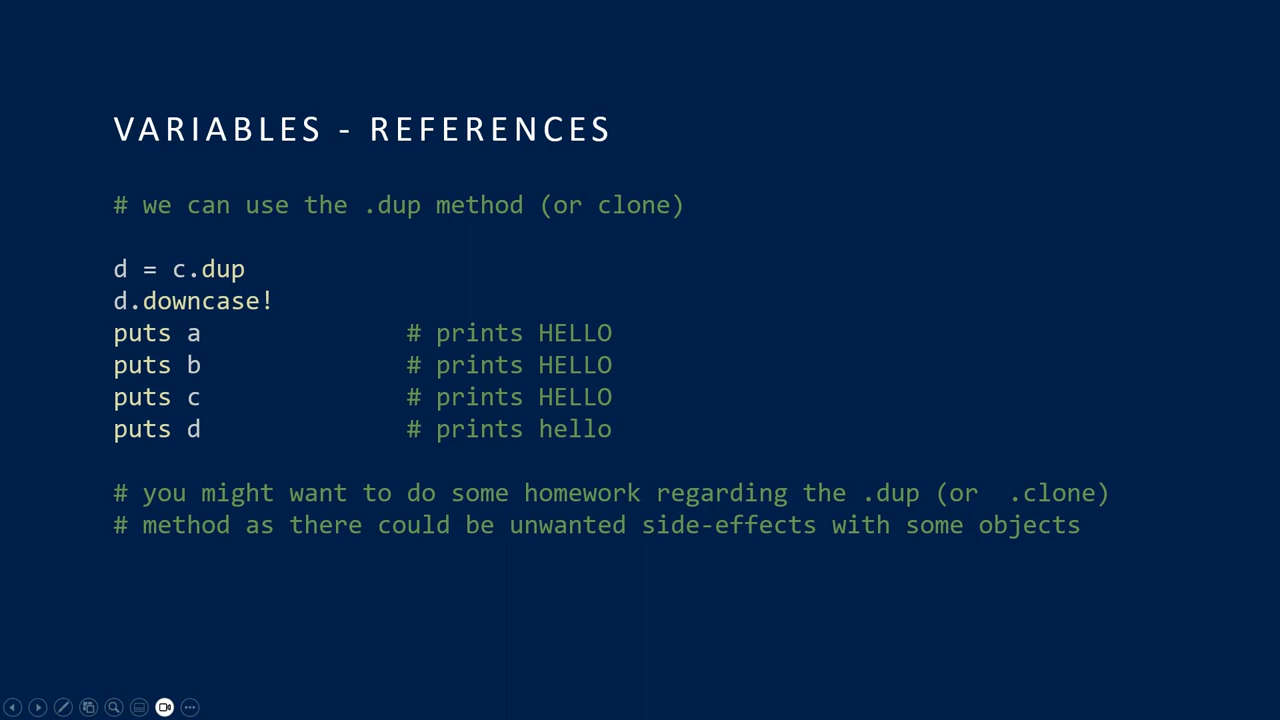 VARIABLES - REFERENCES
# we can use the .dup method (or clone)
d = c.dup
d.downcase!
puts a # prints HELLO
puts b # prints HELLO
puts c # prints HELLO
puts d # prints hello
# you might want to do some homework regarding the .dup (or  .clone)
# method as there could be unwanted side-effects with some objects